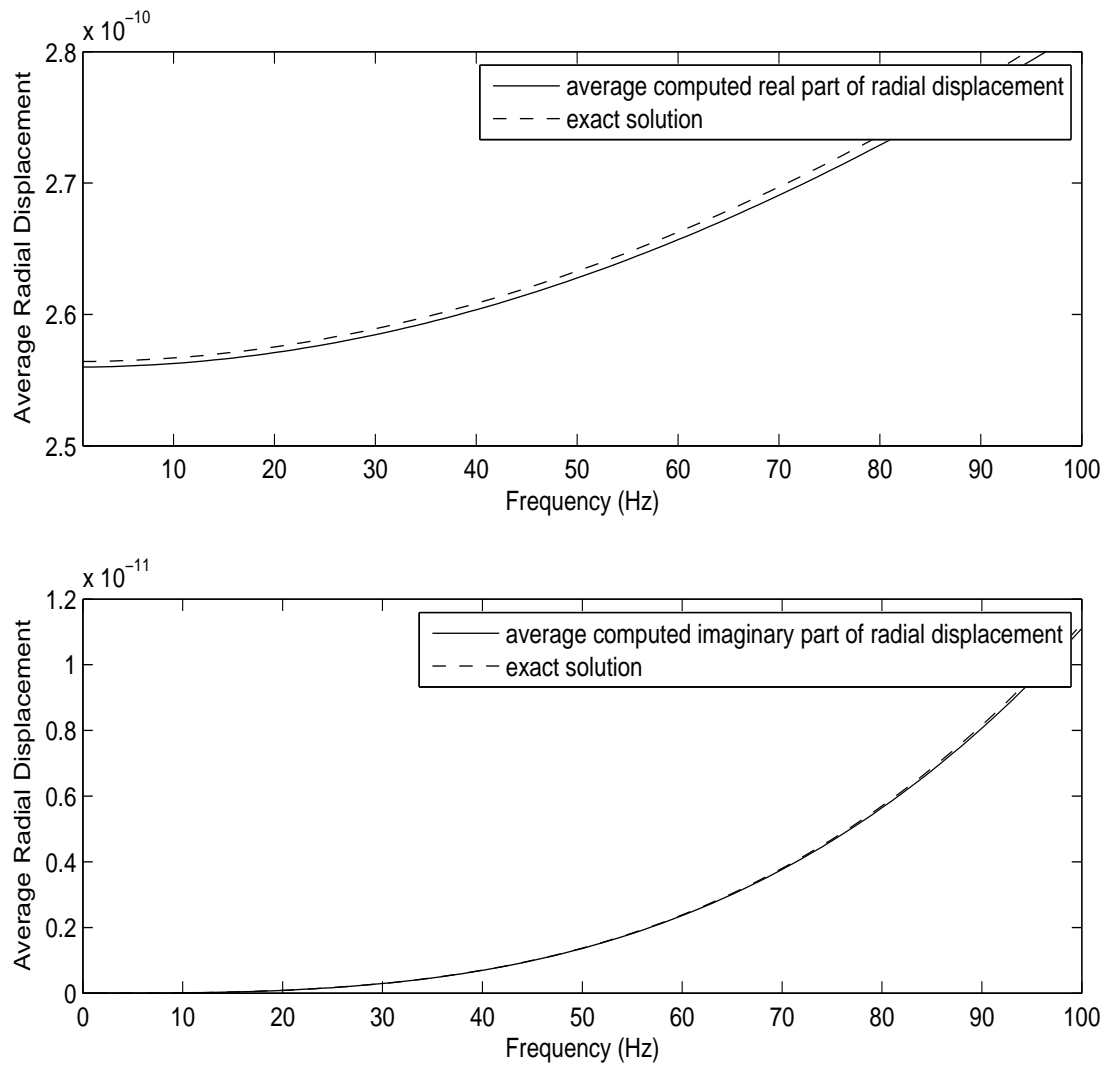 x 10^−10
2.8
2.7
2.6
2.5
Average Radial Displacement
average computed real part of radial displacement
exact solution
10 20 30 40 50 60 70 80 90 100
Frequency (Hz)
x 10^−11
1.2
1
0.8
0.6
0.4
0.2
0
Average Radial Displacement
average computed imaginary part of radial displacement
exact solution
0 10 20 30 40 50 60 70 80 90 100
Frequency (Hz)